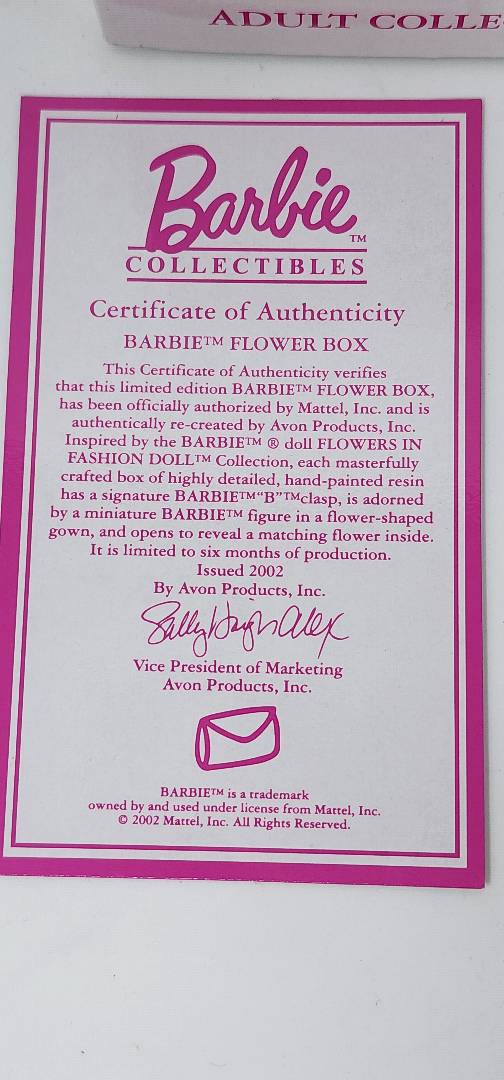 ADULT COLLE
Barbie™
COLLECTIBLES
Certificate of Authenticity
BARBIE™ FLOWER BOX
This Certificate of Authenticity verifies
that this limited edition BARBIE™ FLOWER BOX,
has been officially authorized by Mattel, Inc. and is
authentically re-created by Avon Products, Inc.
Inspired by the BARBIE™ ® doll FLOWERS IN
FASHION DOLL™ Collection, each masterfully
crafted box of highly detailed, hand-painted resin
has a signature BARBIE™“B”™clasp, is adorned
by a miniature BARBIE™ figure in a flower-shaped
gown, and opens to reveal a matching flower inside.
It is limited to six months of production.
Issued 2002
By Avon Products, Inc.
Sally
Vice President of Marketing
Avon Products, Inc.
BARBIE™ is a trademark
owned by and used under license from Mattel, Inc.
© 2002 Mattel, Inc. All Rights Reserved.